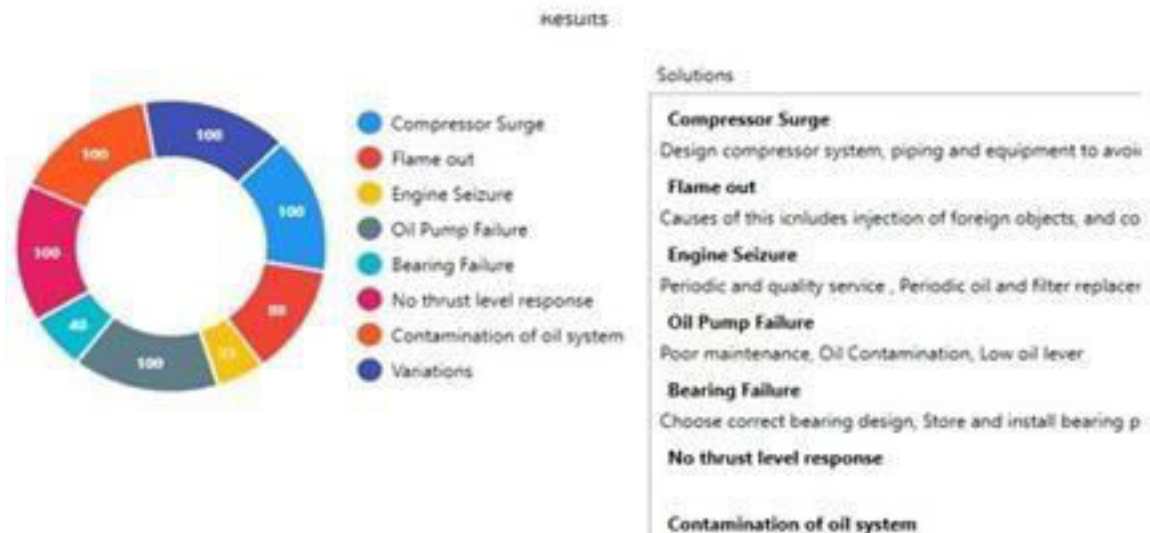 Results
100
100
100
80
33
100
40
100
Compressor Surge
Flame out
Engine Seizure
Oil Pump Failure
Bearing Failure
No thrust level response
Contamination of oil system
Variations
Solutions
Compressor Surge
Design compressor system, piping and equipment to avoi
Flame out
Causes of this icnludes injection of foreign objects, and co
Engine Seizure
Periodic and quality service , Periodic oil and filter replacer
Oil Pump Failure
Poor maintenance, Oil Contamination, Low oil lever
Bearing Failure
Choose correct bearing design, Store and install bearing p
No thrust level response
Contamination of oil system